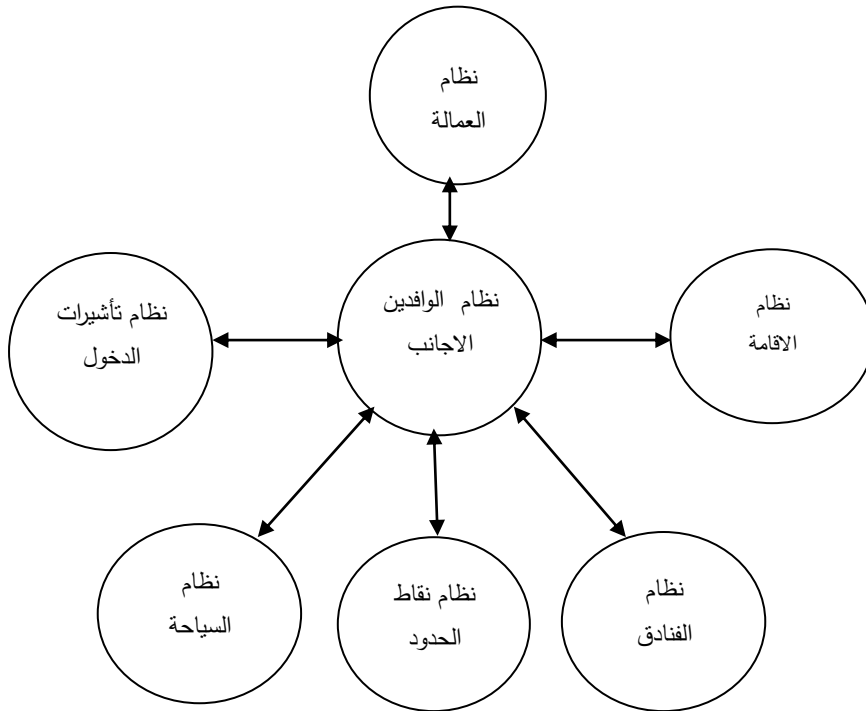 نظام
العمالة
نظام الوافدين
الاجانب
نظام
الاقامة
نظام تأشيرات
الدخول
نظام
الفنادق
نظام نقاط
الحدود
نظام
السياحة